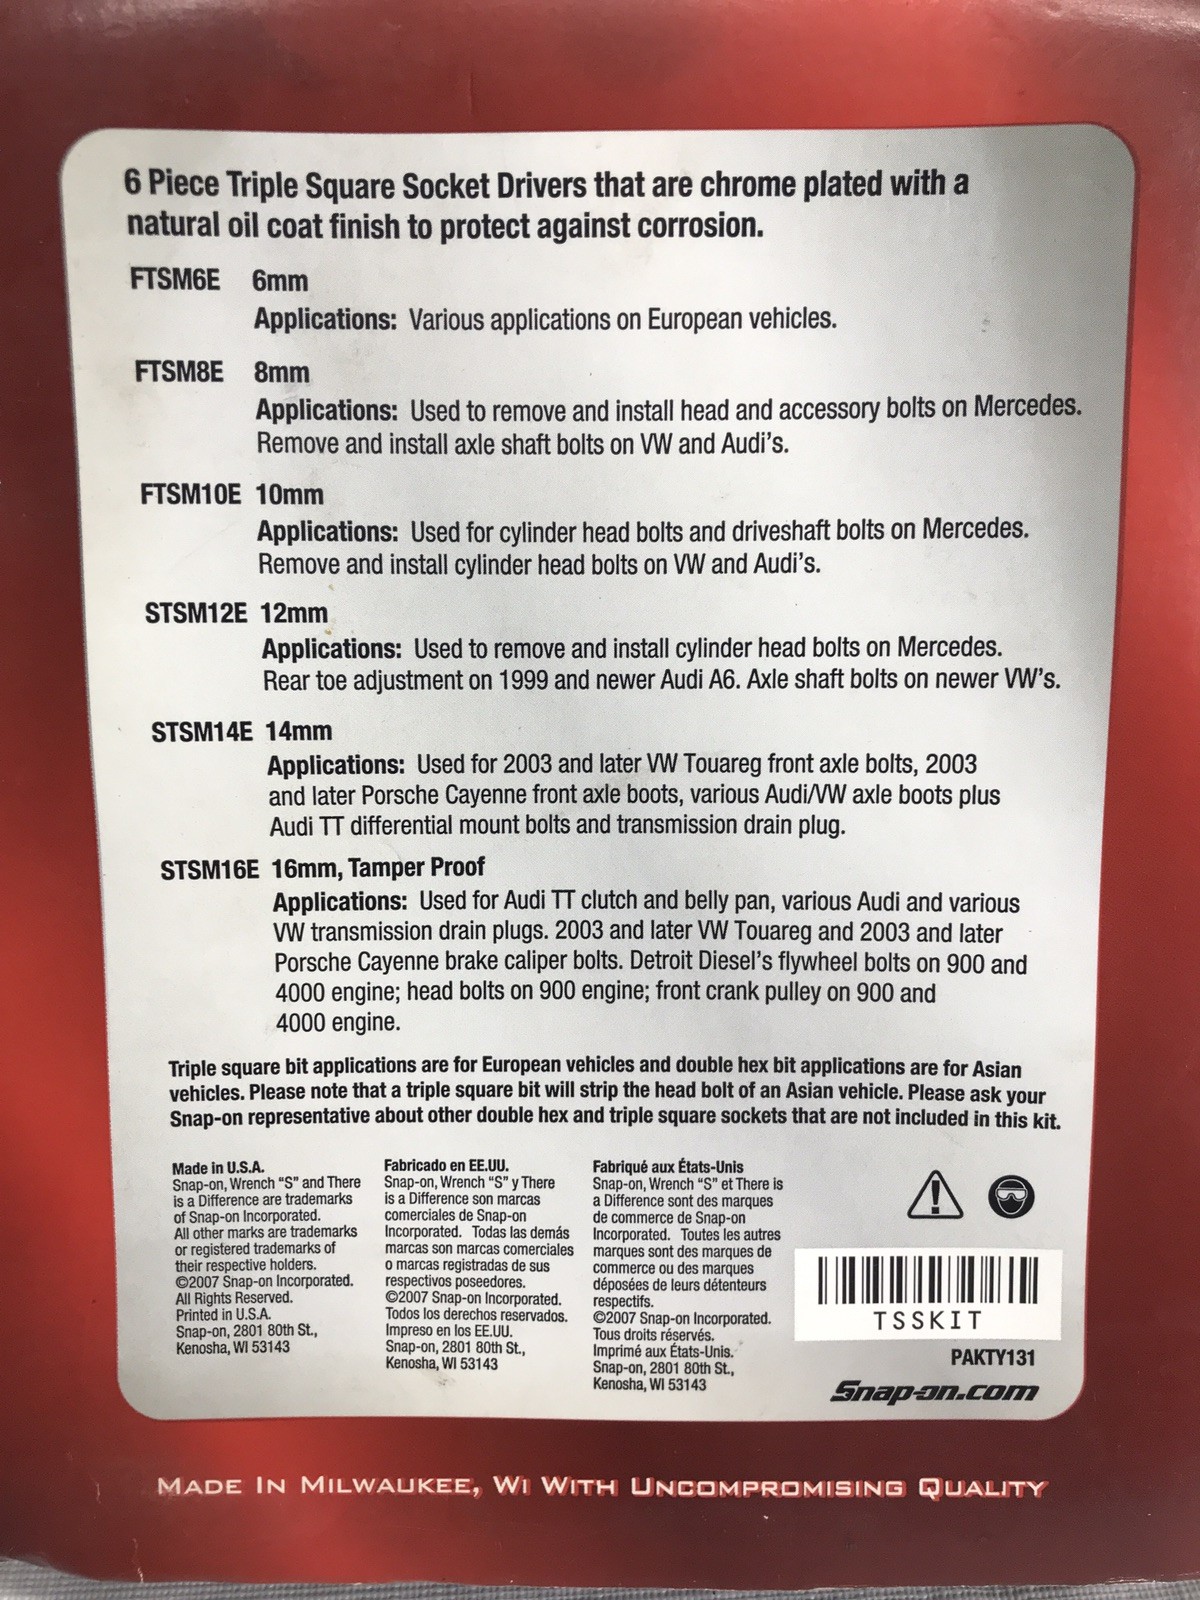 6 Piece Triple Square Socket Drivers that are chrome plated with a
natural oil coat finish to protect against corrosion.
FTSM6E 6mm
Applications: Various applications on European vehicles.
FTSM8E 8mm
Applications: Used to remove and install head and accessory bolts on Mercedes.
Remove and install axle shaft bolts on VW and Audi's.
FTSM10E 10mm
Applications: Used for cylinder head bolts and driveshaft bolts on Mercedes.
Remove and install cylinder head bolts on VW and Audi's.
STSM12E 12mm
Applications: Used to remove and install cylinder head bolts on Mercedes.
Rear toe adjustment on 1999 and newer Audi A6. Axle shaft bolts on newer VW's.
STSM14E 14mm
Applications: Used for 2003 and later VW Touareg front axle bolts, 2003
and later Porsche Cayenne front axle boots, various Audi/VW axle boots plus
Audi TT differential mount bolts and transmission drain plug.
STSM16E 16mm, Tamper Proof
Applications: Used for Audi TT clutch and belly pan, various Audi and various
VW transmission drain plugs. 2003 and later VW Touareg and 2003 and later
Porsche Cayenne brake caliper bolts. Detroit Diesel's flywheel bolts on 900 and
4000 engine; head bolts on 900 engine; front crank pulley on 900 and
4000 engine.
Triple square bit applications are for European vehicles and double hex bit applications are for Asian
vehicles. Please note that a triple square bit will strip the head bolt of an Asian vehicle. Please ask your
Snap-on representative about other double hex and triple square sockets that are not included in this kit.
Made in U.S.A.
Snap-on, Wrench "S" and There
is a Difference are trademarks
of Snap-on Incorporated.
All other marks are trademarks
or registered trademarks of
their respective holders.
©2007 Snap-on Incorporated.
All Rights Reserved.
Printed in U.S.A.
Snap-on, 2801 80th St.,
Kenosha, WI 53143
Fabricado en EE.UU.
Snap-on, Wrench "S" y There
is a Difference son marcas
comerciales de Snap-on
Incorporated. Todas las demás
marcas son marcas comerciales
o marcas registradas de sus
respectivos poseedores.
©2007 Snap-on Incorporated.
Todos los derechos reservados.
Impreso en los EE.UU.
Snap-on, 2801 80th St.,
Kenosha, WI 53143
Fabriqué aux États-Unis
Snap-on, Wrench "S" et There is
a Difference sont des marques
de commerce de Snap-on
Incorporated. Toutes les autres
marques sont des marques de
commerce ou des marques
déposées de leurs détenteurs
respectifs.
©2007 Snap-on Incorporated.
Tous droits réservés.
Imprimé aux États-Unis.
Snap-on, 2801 80th St.,
Kenosha, WI 53143
TSSKIT
PAKTY131
Snap-on.com
MADE IN MILWAUKEE, WI WITH UNCOMPROMISING QUALITY